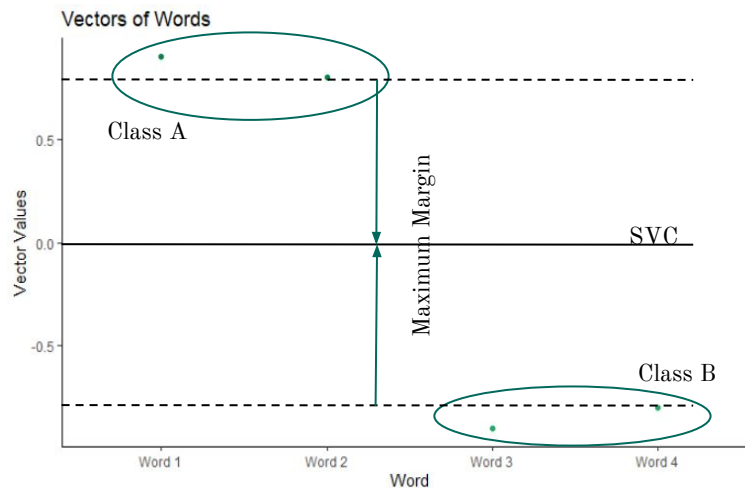 Vectors of Words
Class A
0.5
Maximum Margin
Vector Values
0.0
SVC
-0.5
Class B
Word 1
Word 2
Word 3
Word 4
Word